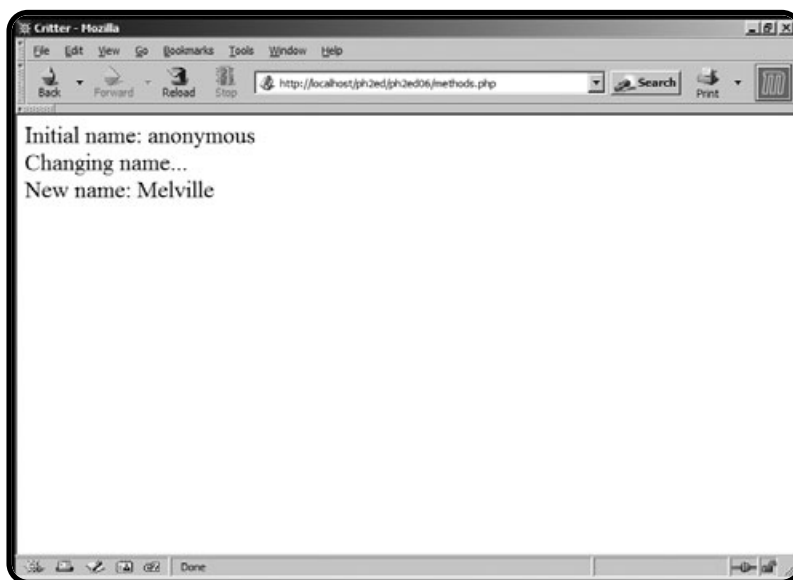 Critter - Mozilla
File Edit View Go Bookmarks Tools Window Help
Back Forward Reload Stop http://localhost/ph2ed/ph2ed06/methods.php Search Print
Initial name: anonymous
Changing name...
New name: Melville
Done